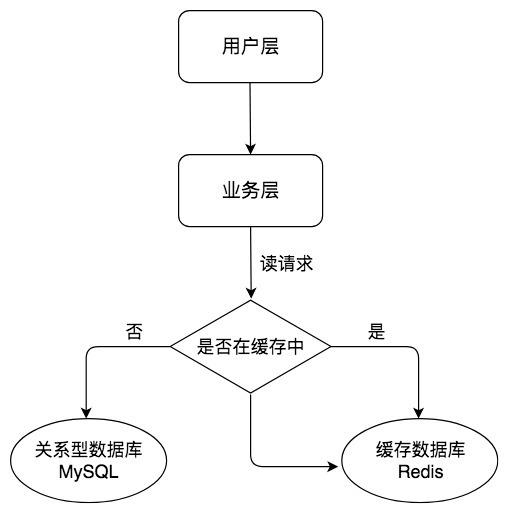 用户层
业务层
读请求
否
是否在缓存中
是
关系型数据库
MySQL
缓存数据库
Redis